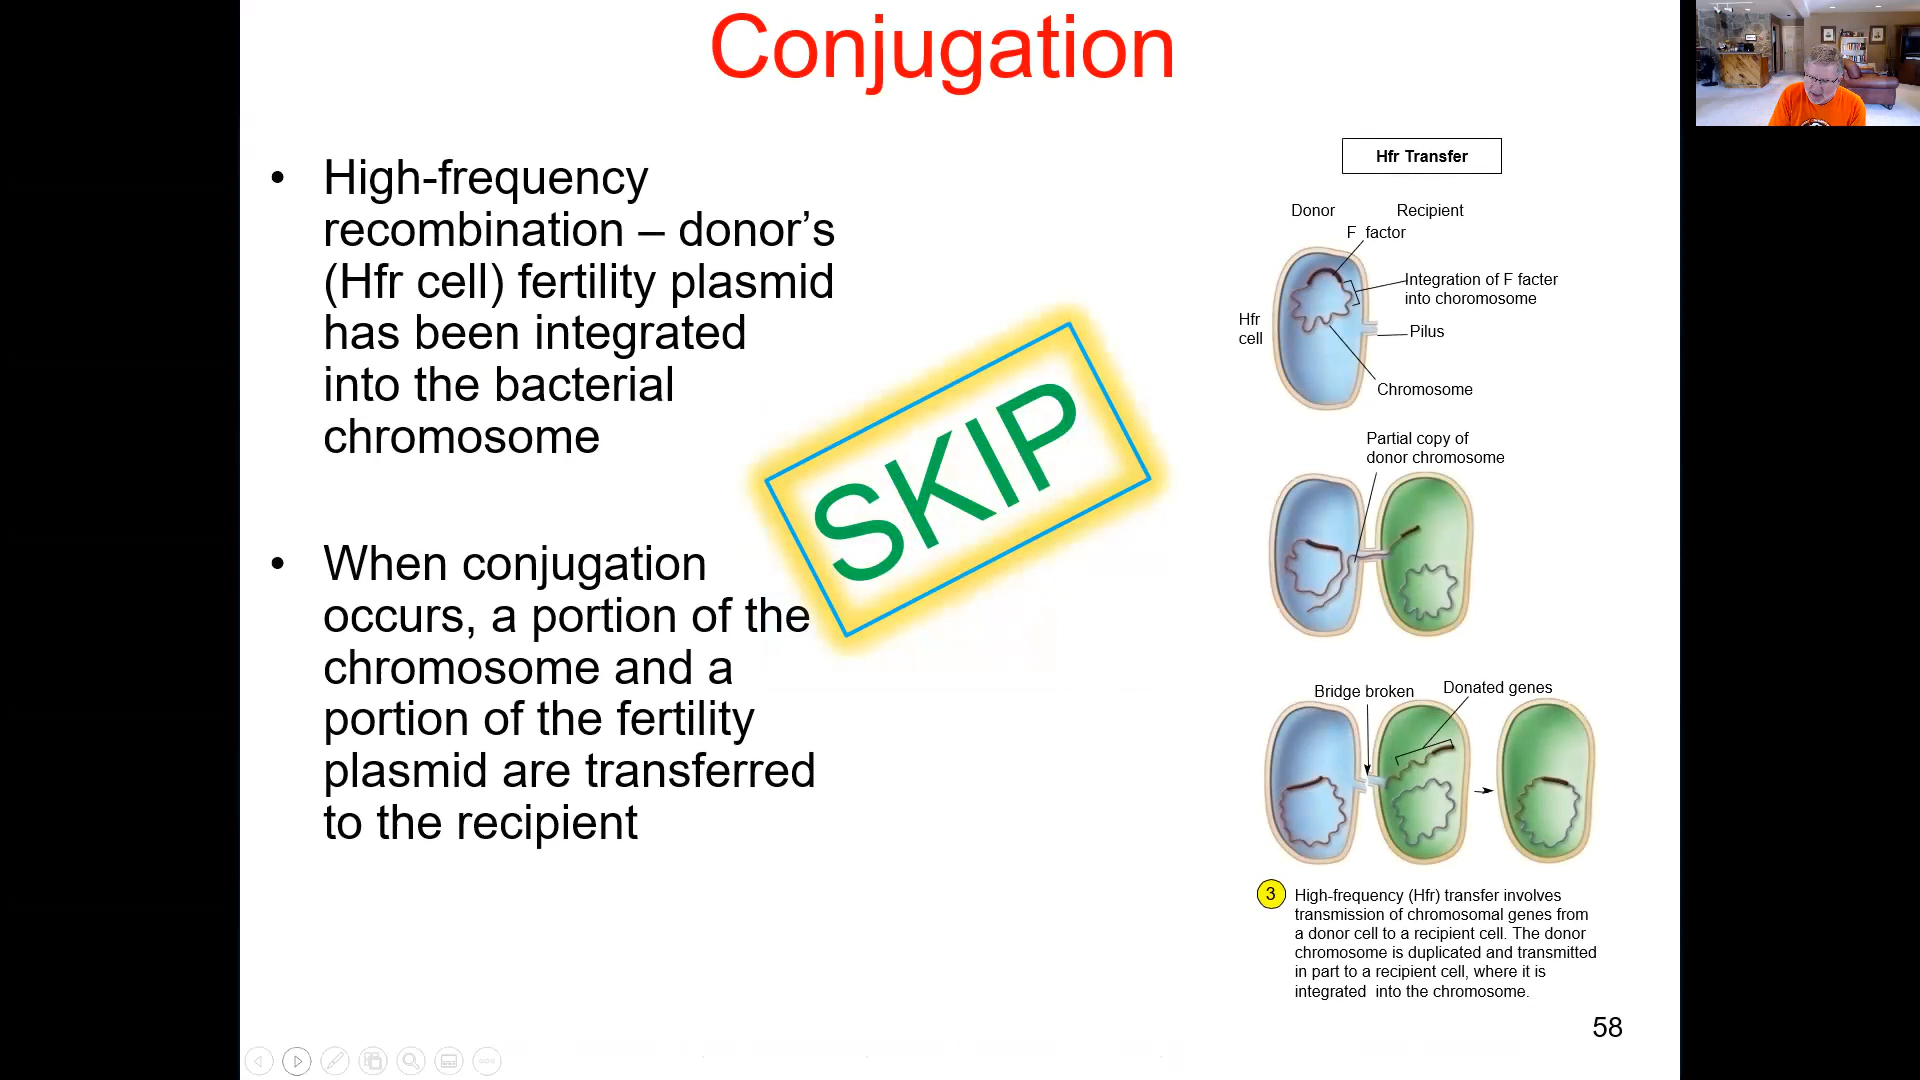 Conjugation
• High-frequency
recombination – donor’s
(Hfr cell) fertility plasmid
has been integrated
into the bacterial
chromosome
• When conjugation
occurs, a portion of the
chromosome and a
portion of the fertility
plasmid are transferred
to the recipient
SKIP
Hfr Transfer
Donor
Recipient
F factor
Integration of F facter
into choromosome
Hfr
cell
Pilus
Chromosome
Partial copy of
donor chromosome
Bridge broken
Donated genes
3
High-frequency (Hfr) transfer involves
transmission of chromosomal genes from
a donor cell to a recipient cell. The donor
chromosome is duplicated and transmitted
in part to a recipient cell, where it is
integrated into the chromosome.
58